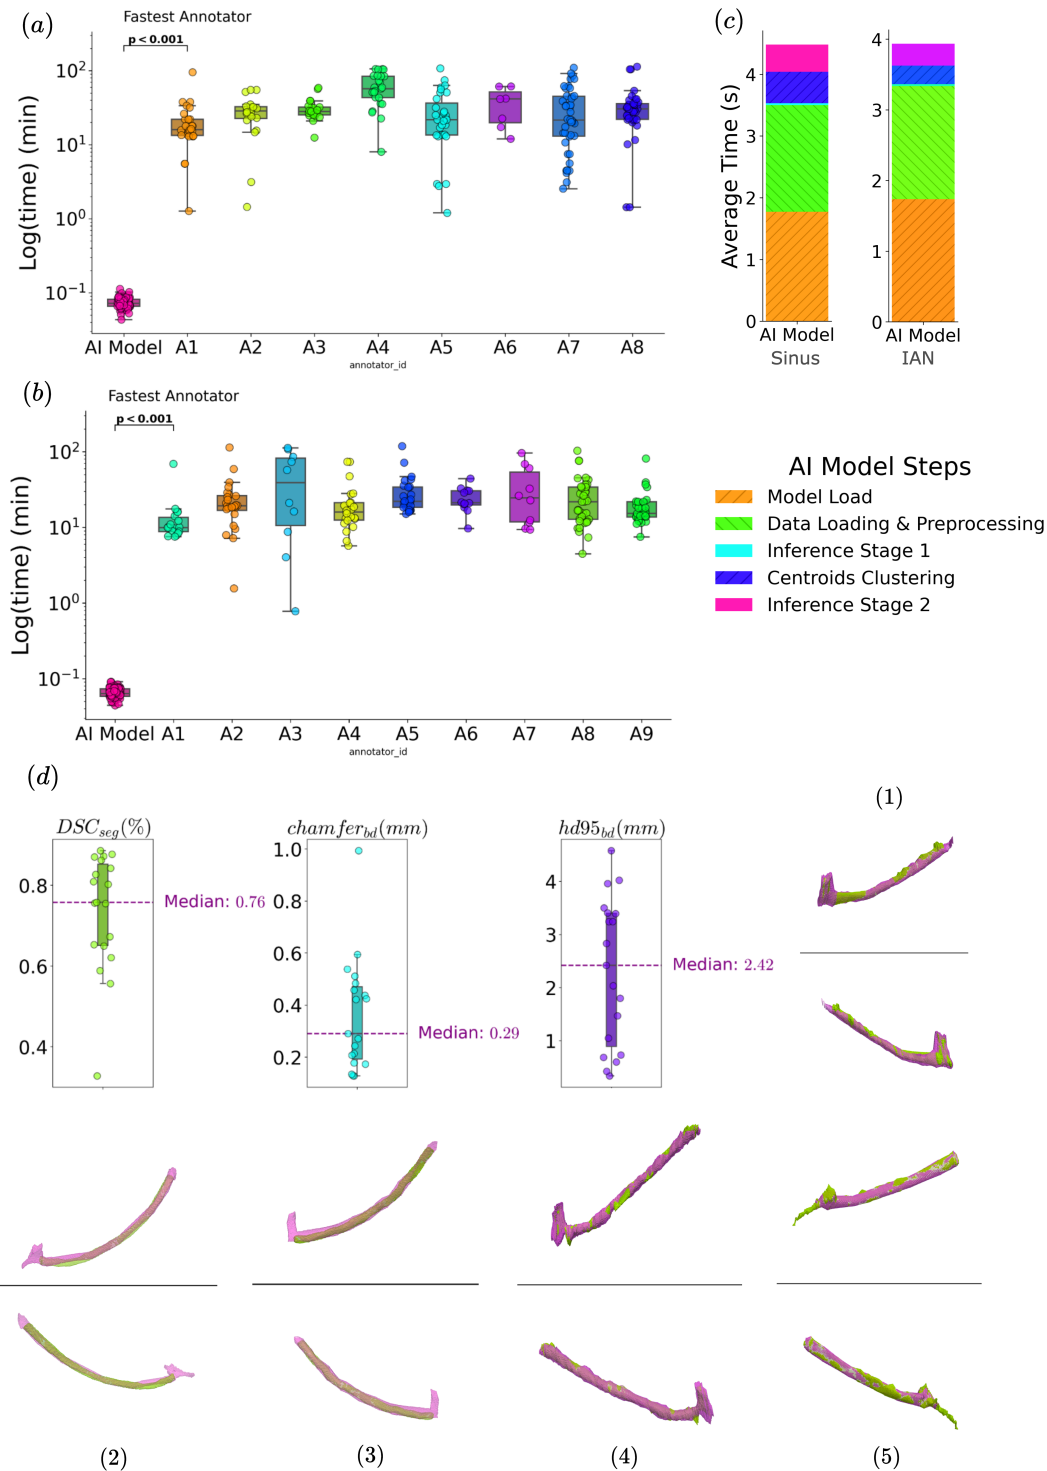 (a)
Fastest Annotator
p < 0.001
Log(time) (min)
10²
10¹
10⁰
10⁻¹
AI Model A1 A2 A3 A4 A5 A6 A7 A8
annotator_id
(c)
Average Time (s)
4
3
2
1
0
AI Model
Sinus
4
3
2
1
0
AI Model
IAN
(b)
Fastest Annotator
p < 0.001
Log(time) (min)
10²
10¹
10⁰
10⁻¹
AI Model A1 A2 A3 A4 A5 A6 A7 A8 A9
annotator_id
AI Model Steps
Model Load
Data Loading & Preprocessing
Inference Stage 1
Centroids Clustering
Inference Stage 2
(d)
DSC_seg(%)
0.8
0.6
0.4
Median: 0.76
chamfer_bd(mm)
1.0
0.8
0.6
0.4
0.2
Median: 0.29
hd95_bd(mm)
4
3
2
1
Median: 2.42
(1)
(2)
(3)
(4)
(5)